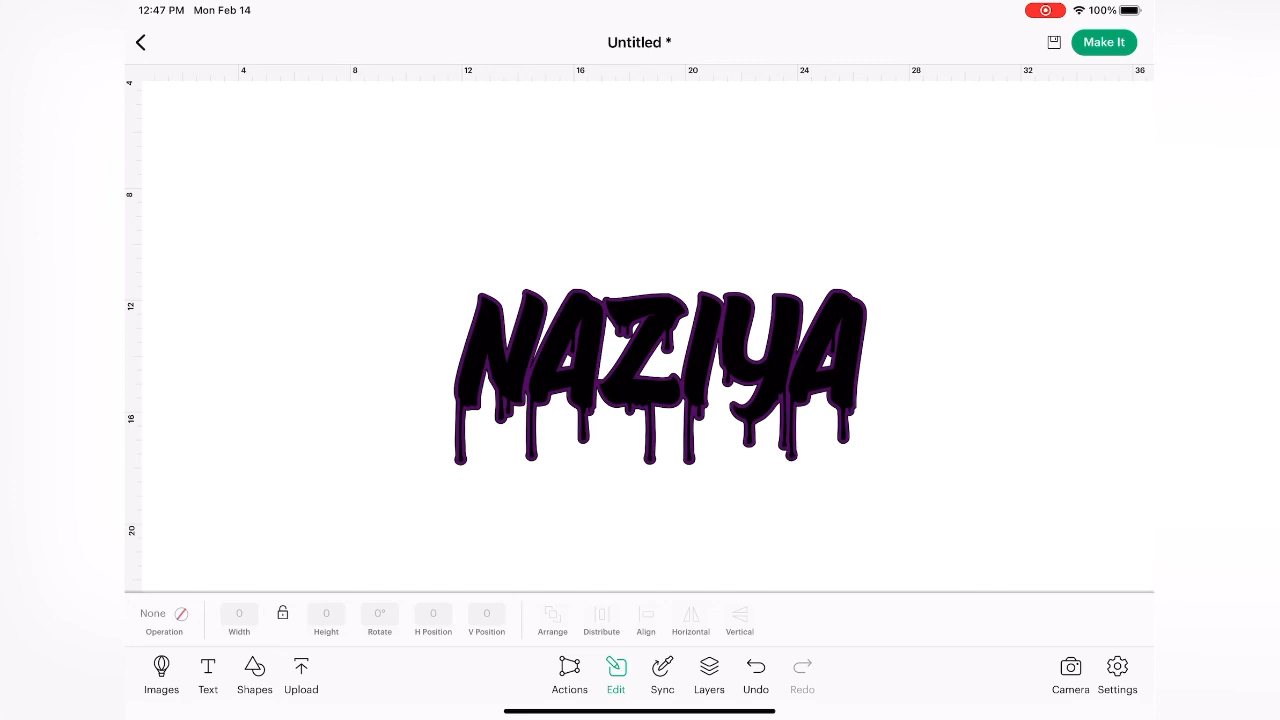 12:47 PM Mon Feb 14 100%
Untitled * Make It
4 8 12 16 20 24 28 32 36
4
8
12
16
20
NAZIYA
None 0 0 0° 0 0
Operation Width Height Rotate H Position V Position Arrange Distribute Align Horizontal Vertical
Images Text Shapes Upload Actions Edit Sync Layers Undo Redo Camera Settings